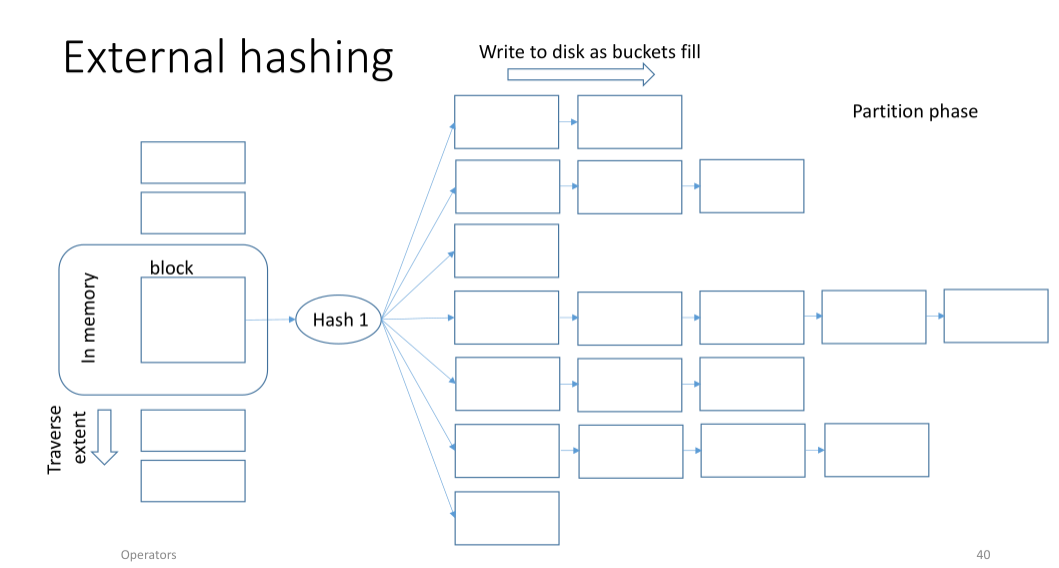 External hashing
Write to disk as buckets fill
Partition phase
block
In memory
Hash 1
Traverse
extent
Operators
40